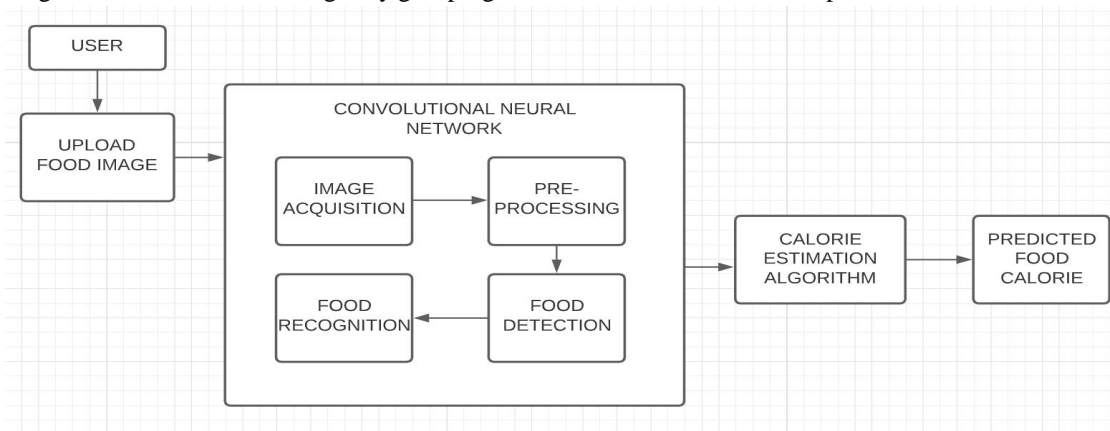 USER
UPLOAD
FOOD IMAGE
CONVOLUTIONAL NEURAL
NETWORK
IMAGE
ACQUISITION
PRE-
PROCESSING
FOOD
DETECTION
FOOD
RECOGNITION
CALORIE
ESTIMATION
ALGORITHM
PREDICTED
FOOD
CALORIE